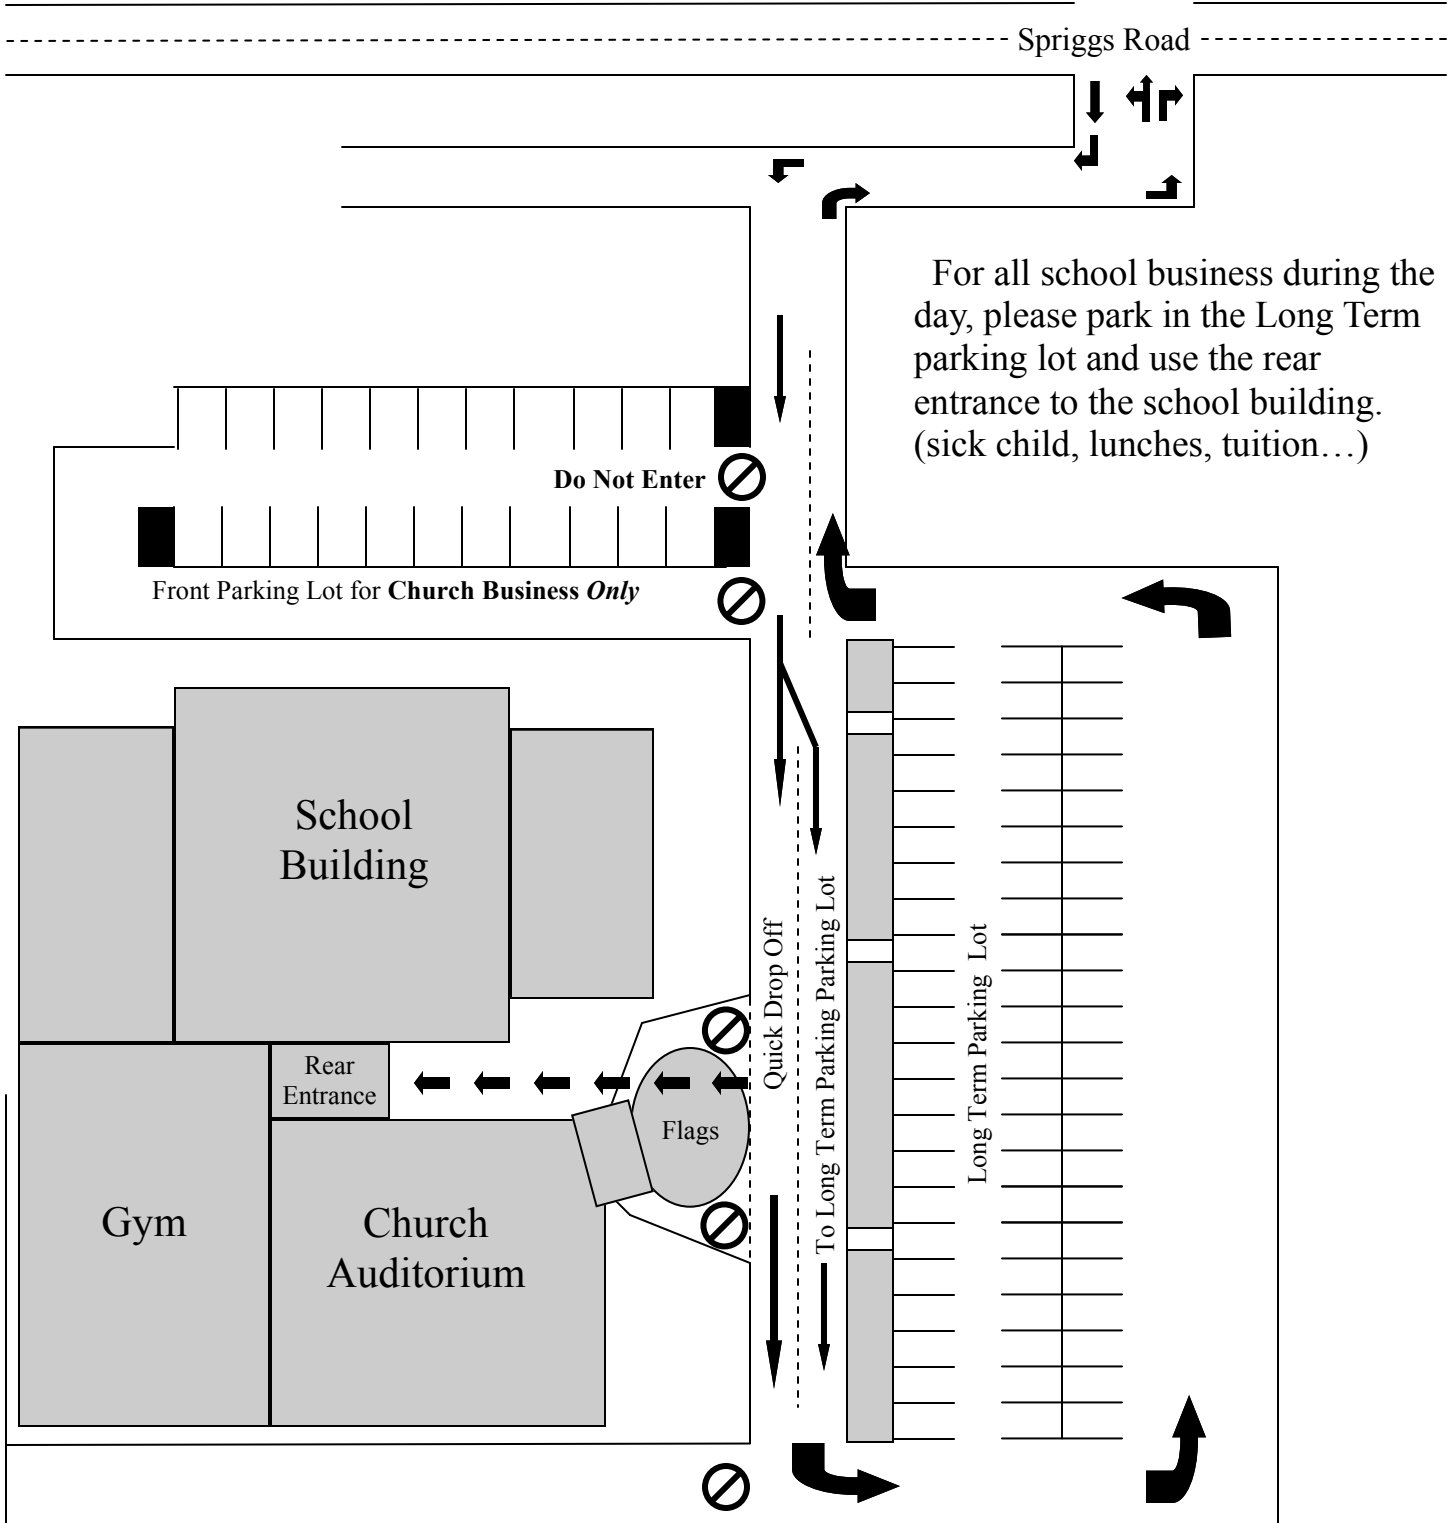 Spriggs Road
For all school business during the
day, please park in the Long Term
parking lot and use the rear
entrance to the school building.
(sick child, lunches, tuition…)
Do Not Enter
Front Parking Lot for Church Business Only
School
Building
Quick Drop Off
To Long Term Parking Parking Lot
Long Term Parking Lot
Rear
Entrance
Flags
Gym
Church
Auditorium